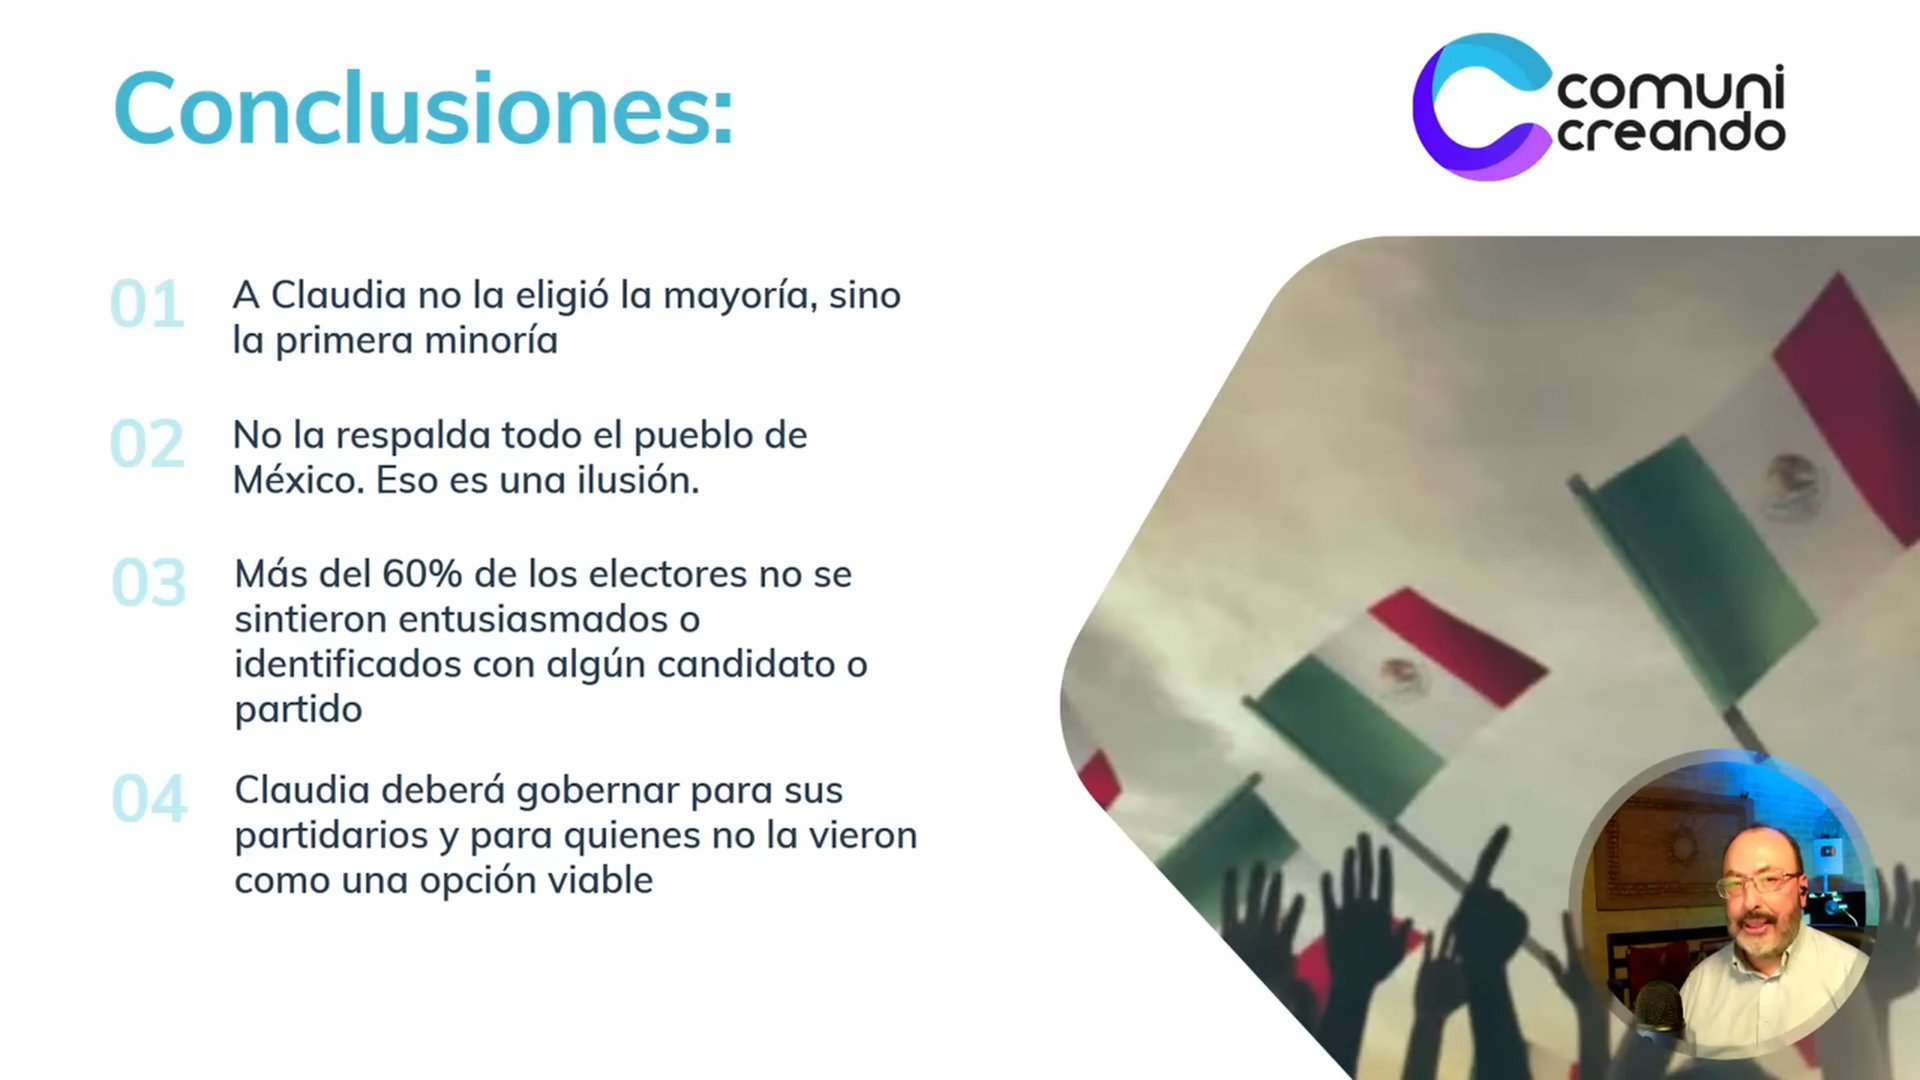 Conclusiones:
comuni
creando
01
A Claudia no la eligió la mayoría, sino
la primera minoría
02
No la respalda todo el pueblo de
México. Eso es una ilusión.
03
Más del 60% de los electores no se
sintieron entusiasmados o
identificados con algún candidato o
partido
04
Claudia deberá gobernar para sus
partidarios y para quienes no la vieron
como una opción viable